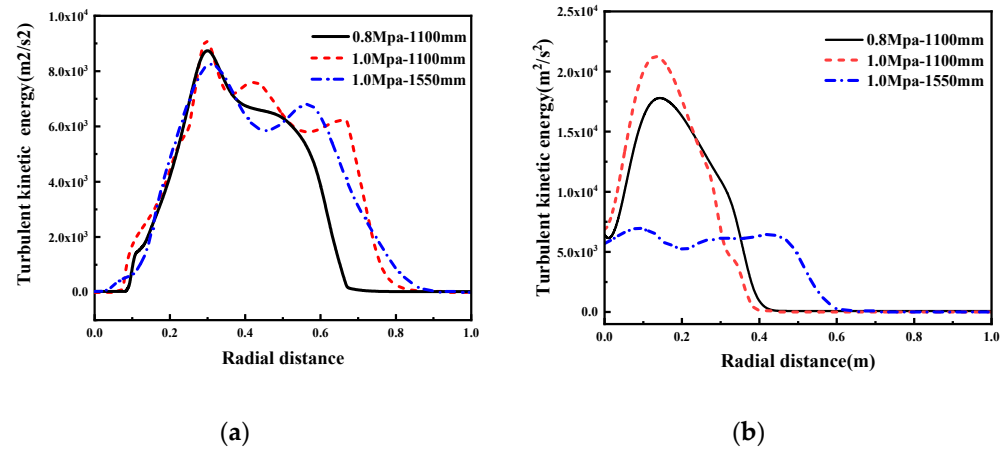 1.0x10⁴
8.0x10³
6.0x10³
4.0x10³
2.0x10³
0.0
Turbulent kinetic energy(m2/s2)
0.8Mpa-1100mm
1.0Mpa-1100mm
1.0Mpa-1550mm
0.0 0.2 0.4 0.6 0.8 1.0
Radial distance
(a)
2.5x10⁴
2.0x10⁴
1.5x10⁴
1.0x10⁴
5.0x10³
0.0
Turbulent kinetic energy(m²/s²)
0.8Mpa-1100mm
1.0Mpa-1100mm
1.0Mpa-1550mm
0.0 0.2 0.4 0.6 0.8 1.0
Radial distance(m)
(b)